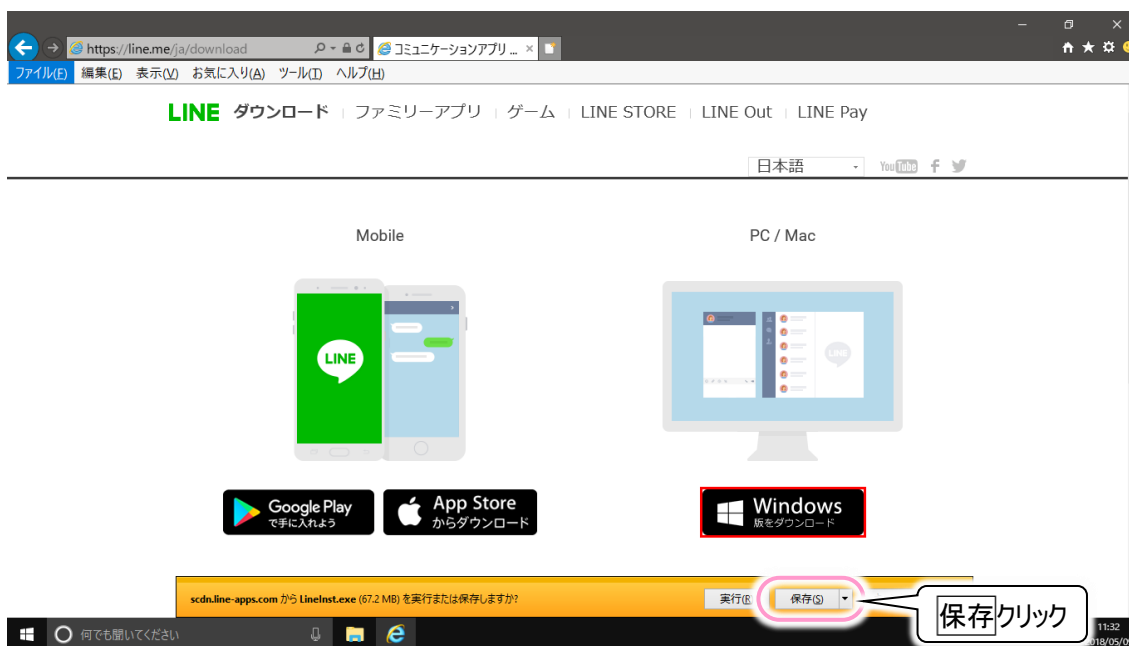 https://line.me/ja/download
コミュニケーションアプリ ...
ファイル(F) 編集(E) 表示(V) お気に入り(A) ツール(T) ヘルプ(H)
LINE ダウンロード ファミリーアプリ ゲーム LINE STORE LINE Out LINE Pay
日本語 YouTube
Mobile
PC / Mac
LINE
LINE
Google Play
で手に入れよう
App Store
からダウンロード
Windows
版をダウンロード
scdn.line-apps.com から LineInst.exe (67.2 MB) を実行または保存しますか?
実行(R)
保存(S)
保存クリック
何でも聞いてください
11:32
018/05/0